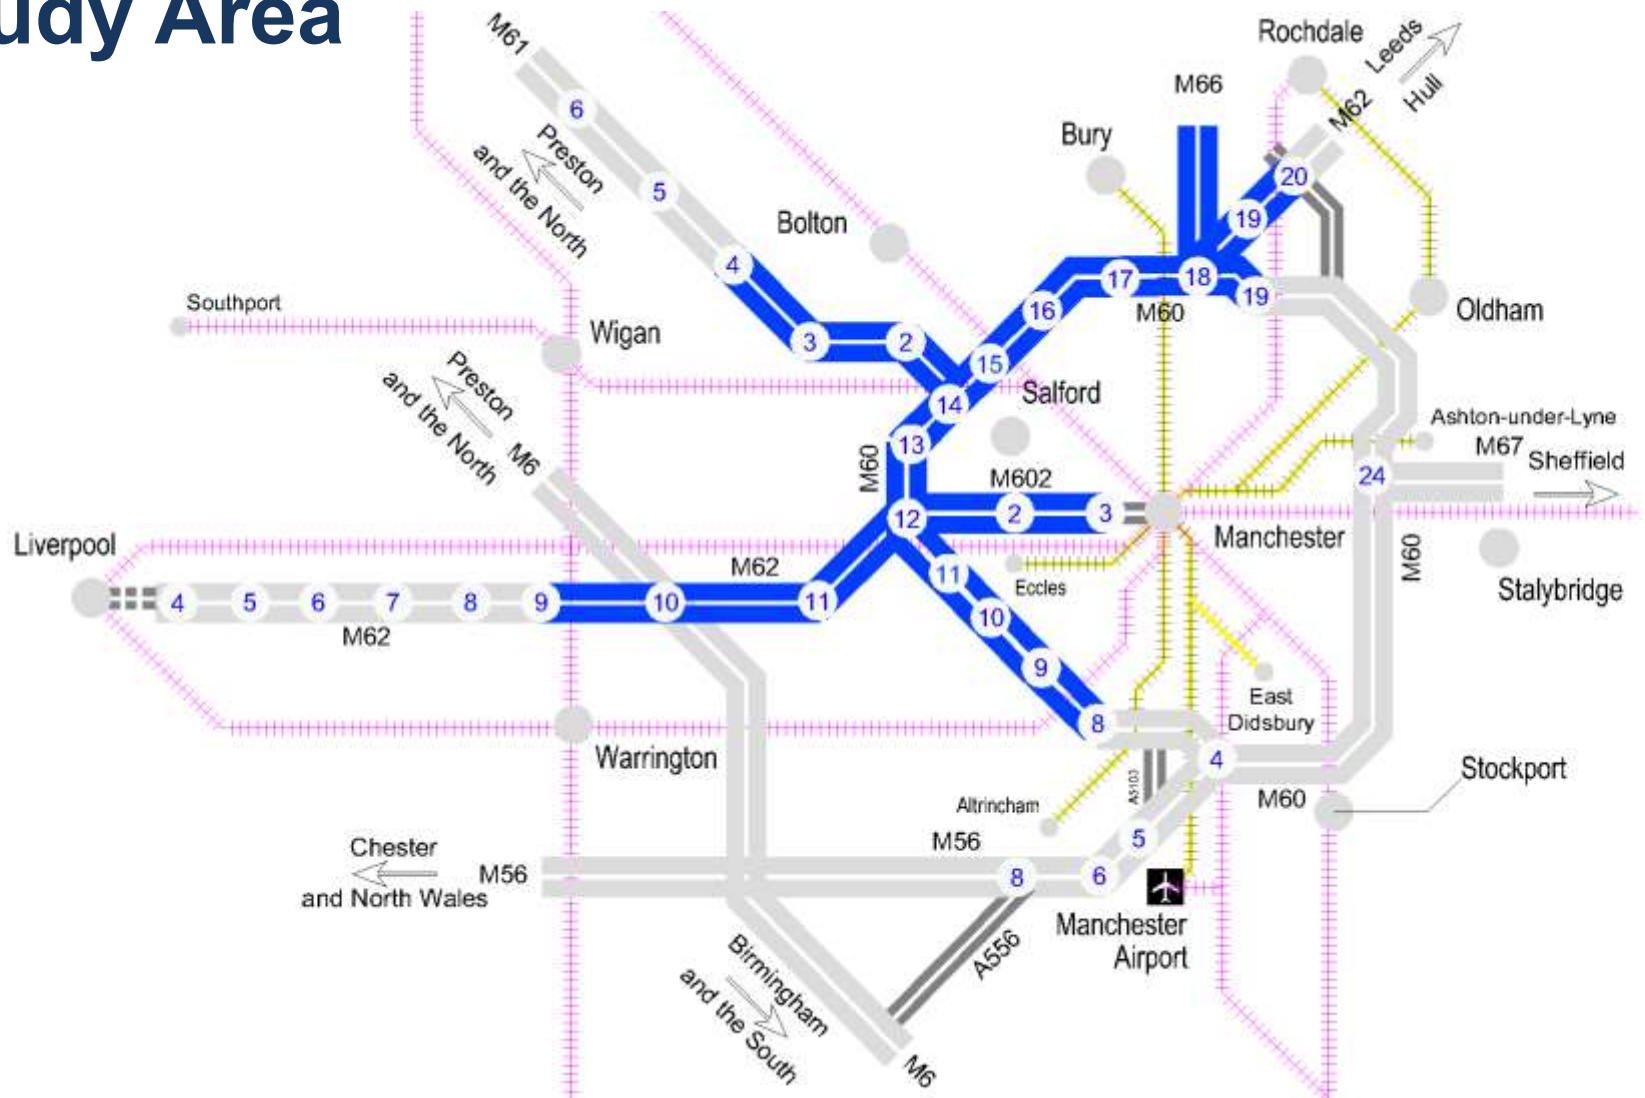 udy Area
M61
6
Preston
and the North
5
4
3
2
Bolton
Bury
M66
Rochdale
Leeds
Hull
M62
20
19
18
17
16
15
14
13
19
M60
Oldham
Southport
Wigan
Preston
and the North
M6
Salford
M60
M602
12
2
3
Manchester
Ashton-under-Lyne
M67
24
Sheffield
M60
Stalybridge
Liverpool
4
5
6
7
8
9
10
11
M62
M62
Eccles
11
10
9
8
East
Didsbury
Warrington
4
Stockport
M60
A5103
Altrincham
5
M56
8
6
Chester
and North Wales
M56
Manchester
Airport
A556
Birmingham
and the South
M6